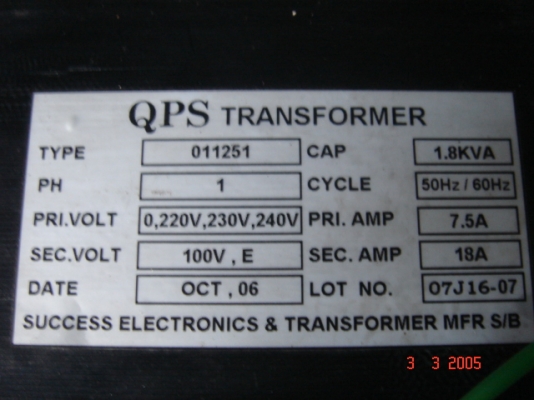 QPS TRANSFORMER
TYPE 011251 CAP 1.8KVA
PH 1 CYCLE 50Hz / 60Hz
PRI.VOLT 0,220V,230V,240V PRI. AMP 7.5A
SEC.VOLT 100V , E SEC. AMP 18A
DATE OCT , 06 LOT NO. 07J16-07
SUCCESS ELECTRONICS & TRANSFORMER MFR S/B
3 3 2005